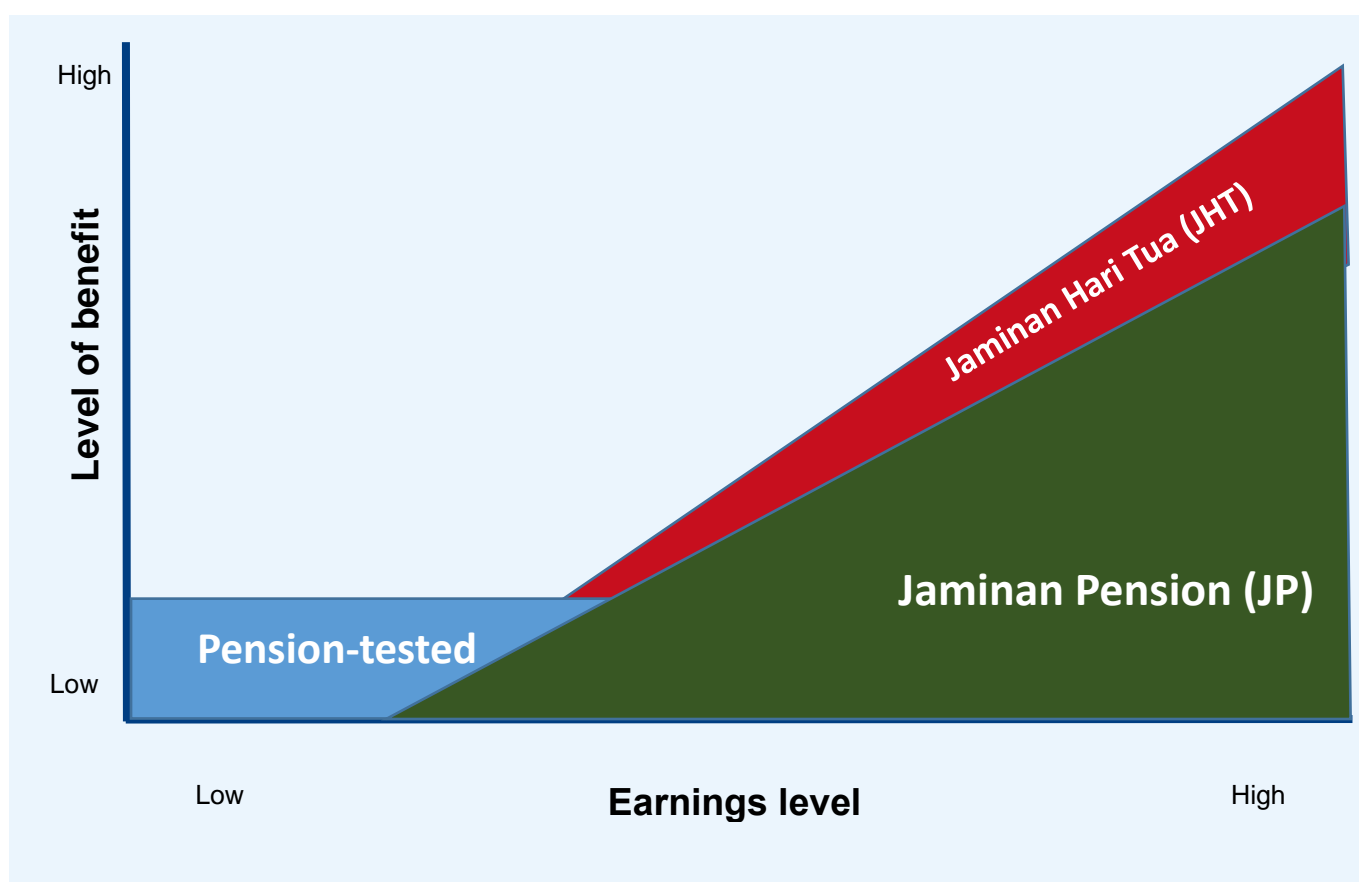 High
Level of benefit
Jaminan Hari Tua (JHT)
Jaminan Pension (JP)
Pension-tested
Low
Low
Earnings level
High